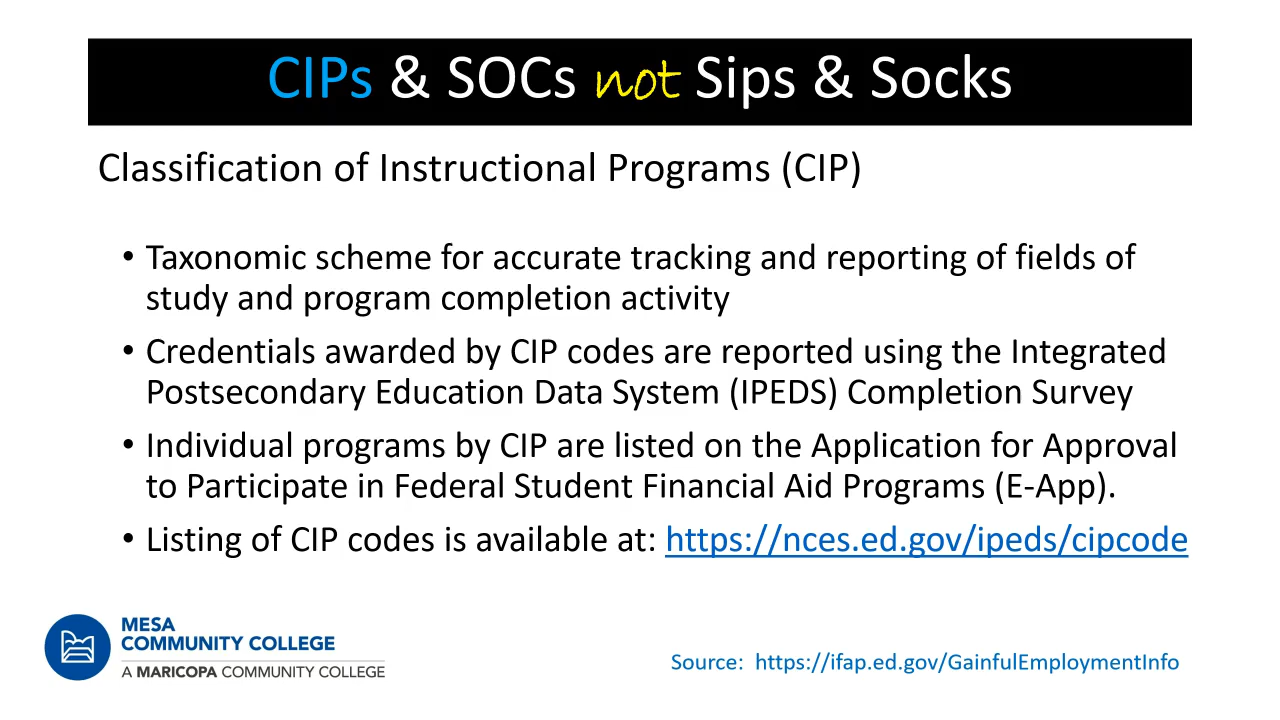 CIPs & SOCs not Sips & Socks
Classification of Instructional Programs (CIP)
• Taxonomic scheme for accurate tracking and reporting of fields of
study and program completion activity
• Credentials awarded by CIP codes are reported using the Integrated
Postsecondary Education Data System (IPEDS) Completion Survey
• Individual programs by CIP are listed on the Application for Approval
to Participate in Federal Student Financial Aid Programs (E-App).
• Listing of CIP codes is available at: https://nces.ed.gov/ipeds/cipcode
MESA
COMMUNITY COLLEGE
A MARICOPA COMMUNITY COLLEGE
Source: https://ifap.ed.gov/GainfulEmploymentInfo